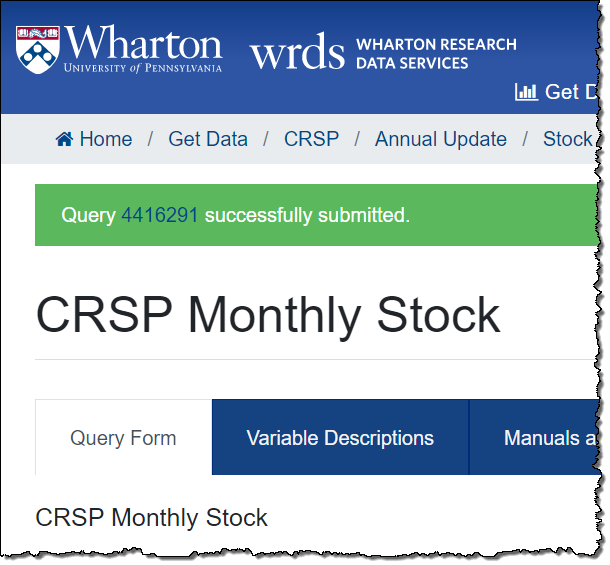 Wharton
UNIVERSITY of PENNSYLVANIA
wrds
WHARTON RESEARCH
DATA SERVICES
Get D
Home / Get Data / CRSP / Annual Update / Stock
Query 4416291 successfully submitted.
CRSP Monthly Stock
Query Form
Variable Descriptions
Manuals a
CRSP Monthly Stock